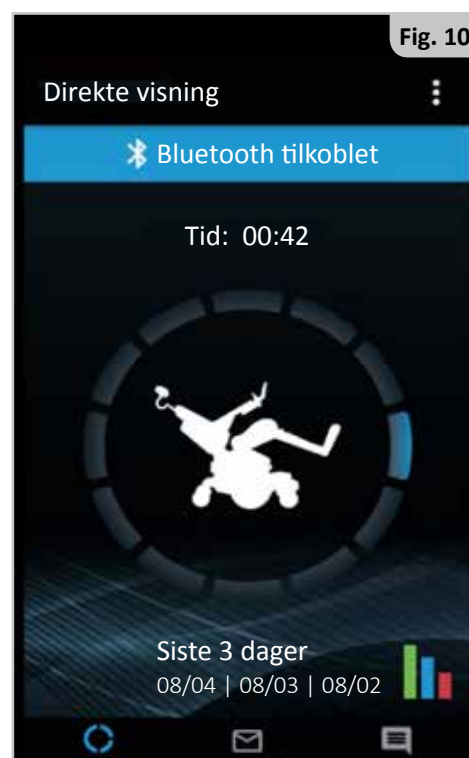 Fig. 10
Direkte visning
Bluetooth tilkoblet
Tid: 00:42
Siste 3 dager
08/04 | 08/03 | 08/02